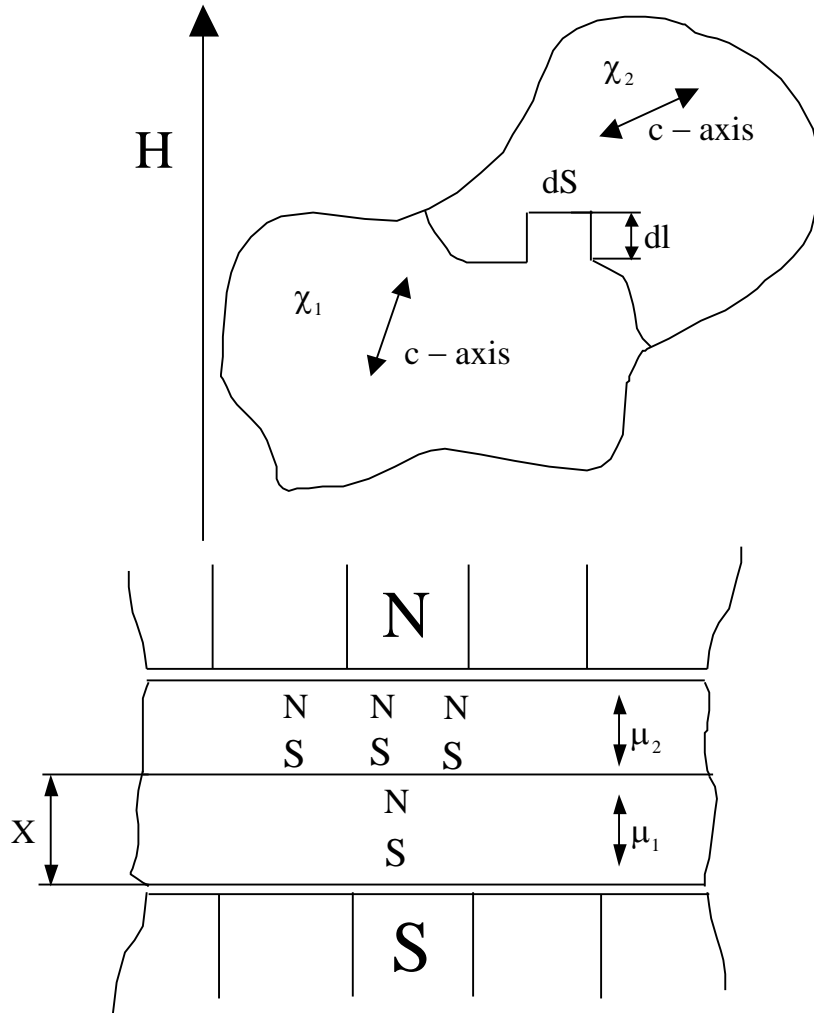 χ₂
c – axis
H
dS
dl
χ₁
c – axis
N
N N N
S S S
μ₂
N
X
μ₁
S
S